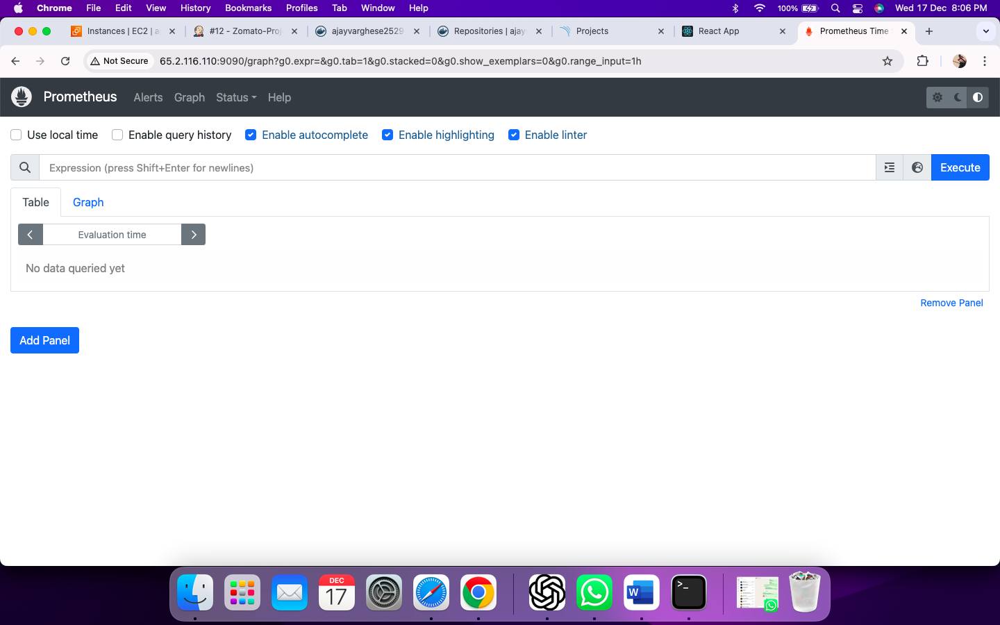 Chrome File Edit View History Bookmarks Profiles Tab Window Help 100% Wed 17 Dec 8:06 PM
Instances | EC2 | a #12 - Zomato-Proj ajayvarghese2529 Repositories | ajay Projects React App Prometheus Time
Not Secure 65.2.116.110:9090/graph?g0.expr=&g0.tab=1&g0.stacked=0&g0.show_exemplars=0&g0.range_input=1h
Prometheus Alerts Graph Status Help
Use local time Enable query history Enable autocomplete Enable highlighting Enable linter
Expression (press Shift+Enter for newlines) Execute
Table Graph
Evaluation time
No data queried yet
Remove Panel
Add Panel
DEC
17
W
>_